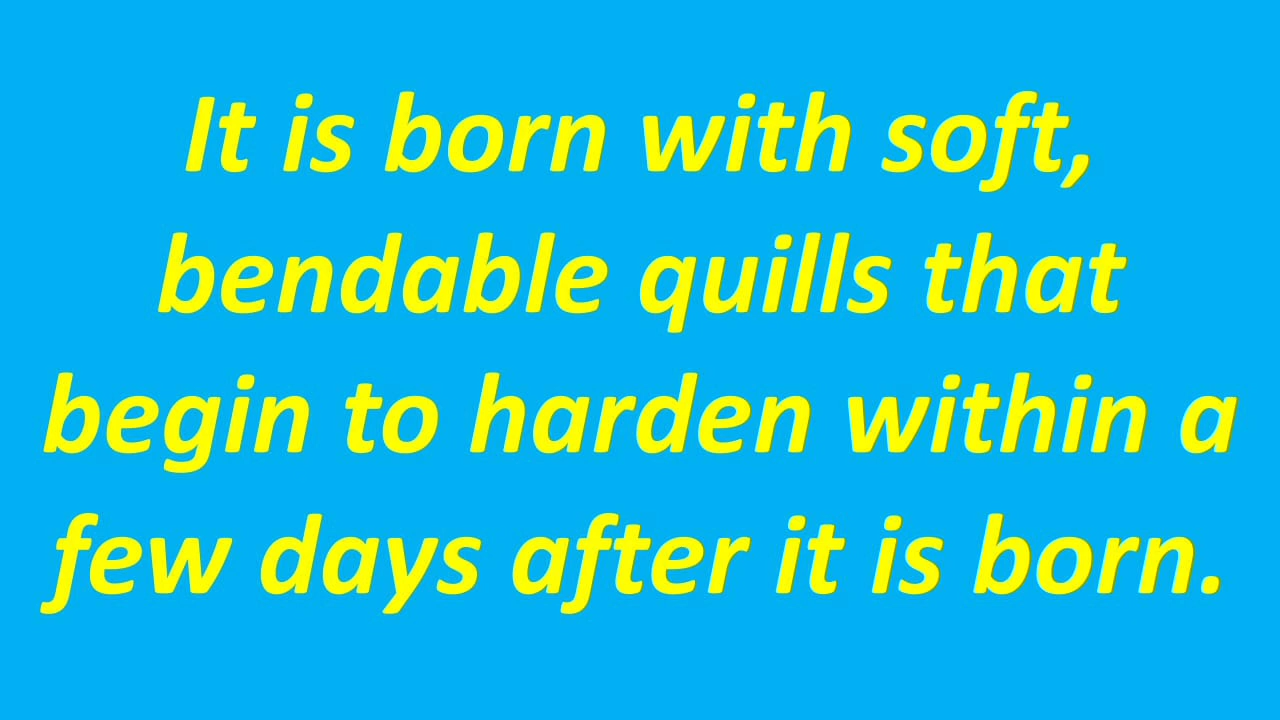 It is born with soft,
bendable quills that
begin to harden within a
few days after it is born.